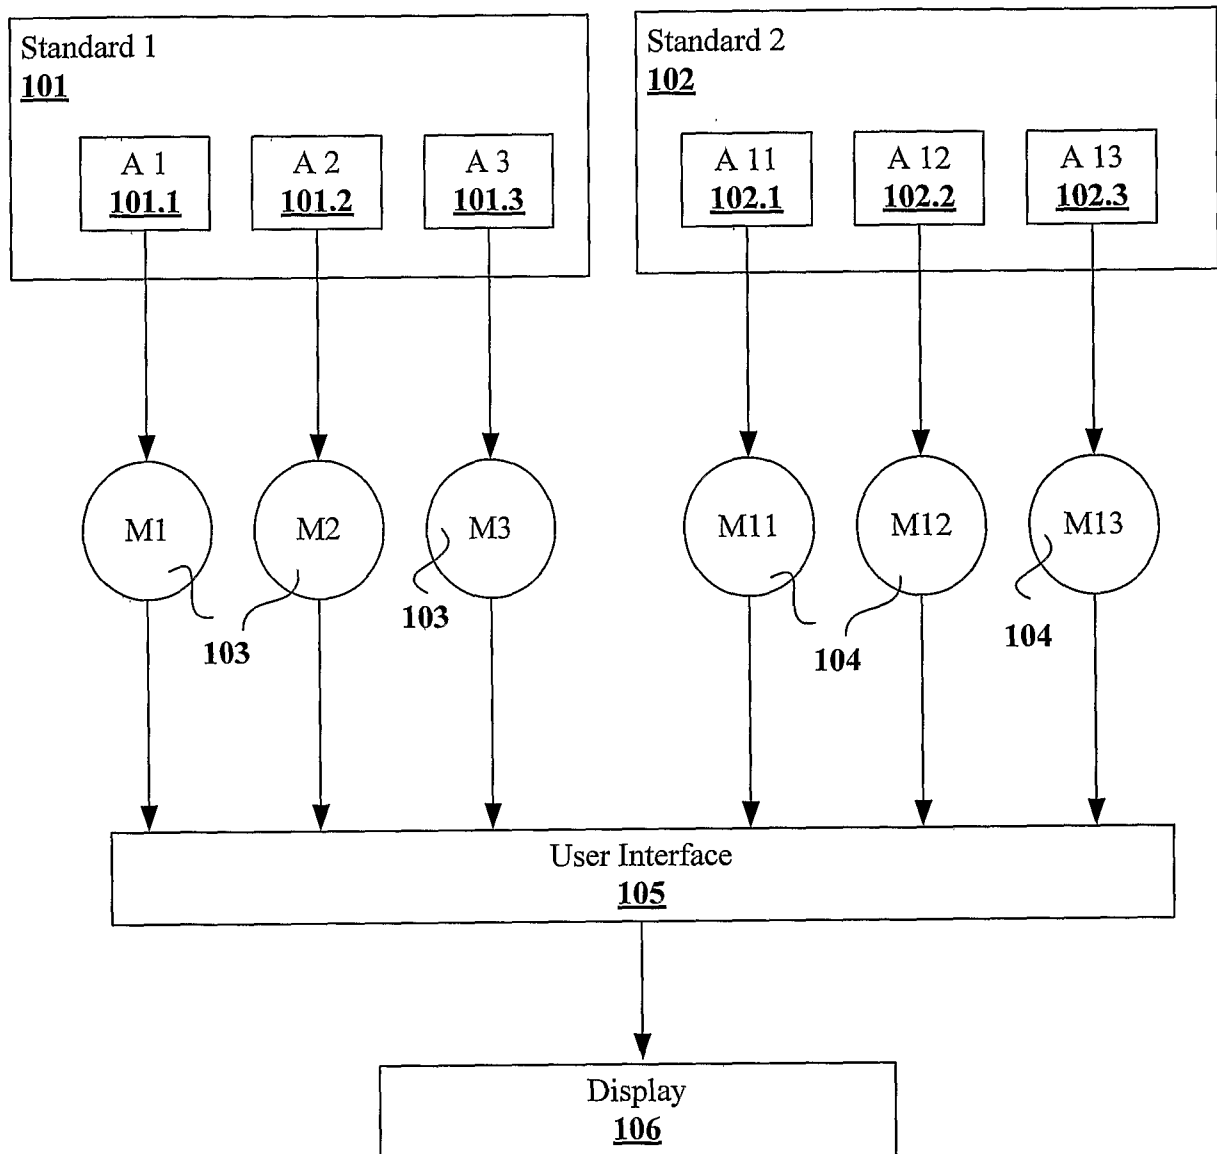 Standard 1
101
Standard 2
102
A 1
101.1
A 2
101.2
A 3
101.3
A 11
102.1
A 12
102.2
A 13
102.3
M1
M2
M3
M11
M12
M13
103
103
104
104
User Interface
105
Display
106